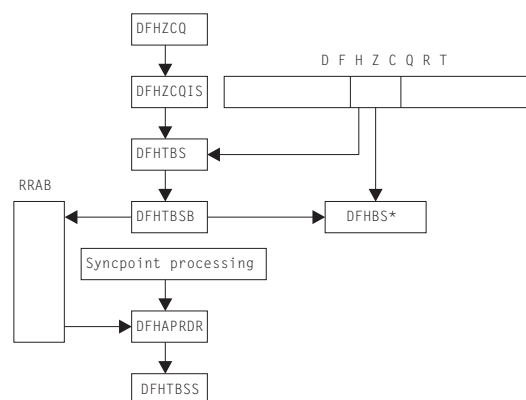 DFHZCQ
D F H Z C Q R T
DFHZCQIS
DFHTBS
RRAB
DFHTBSB
DFHBS*
Syncpoint processing
DFHAPRDR
DFHTBSS